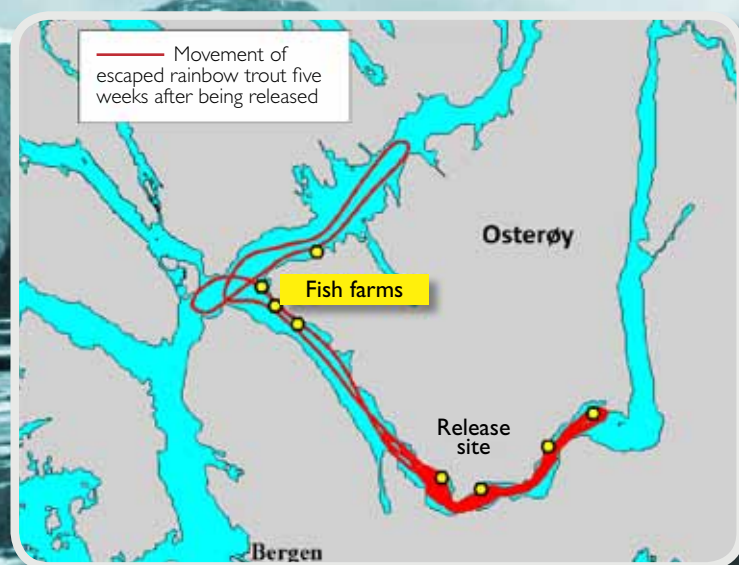 Movement of
escaped rainbow trout five
weeks after being released
Osterøy
Fish farms
Release
site
Bergen